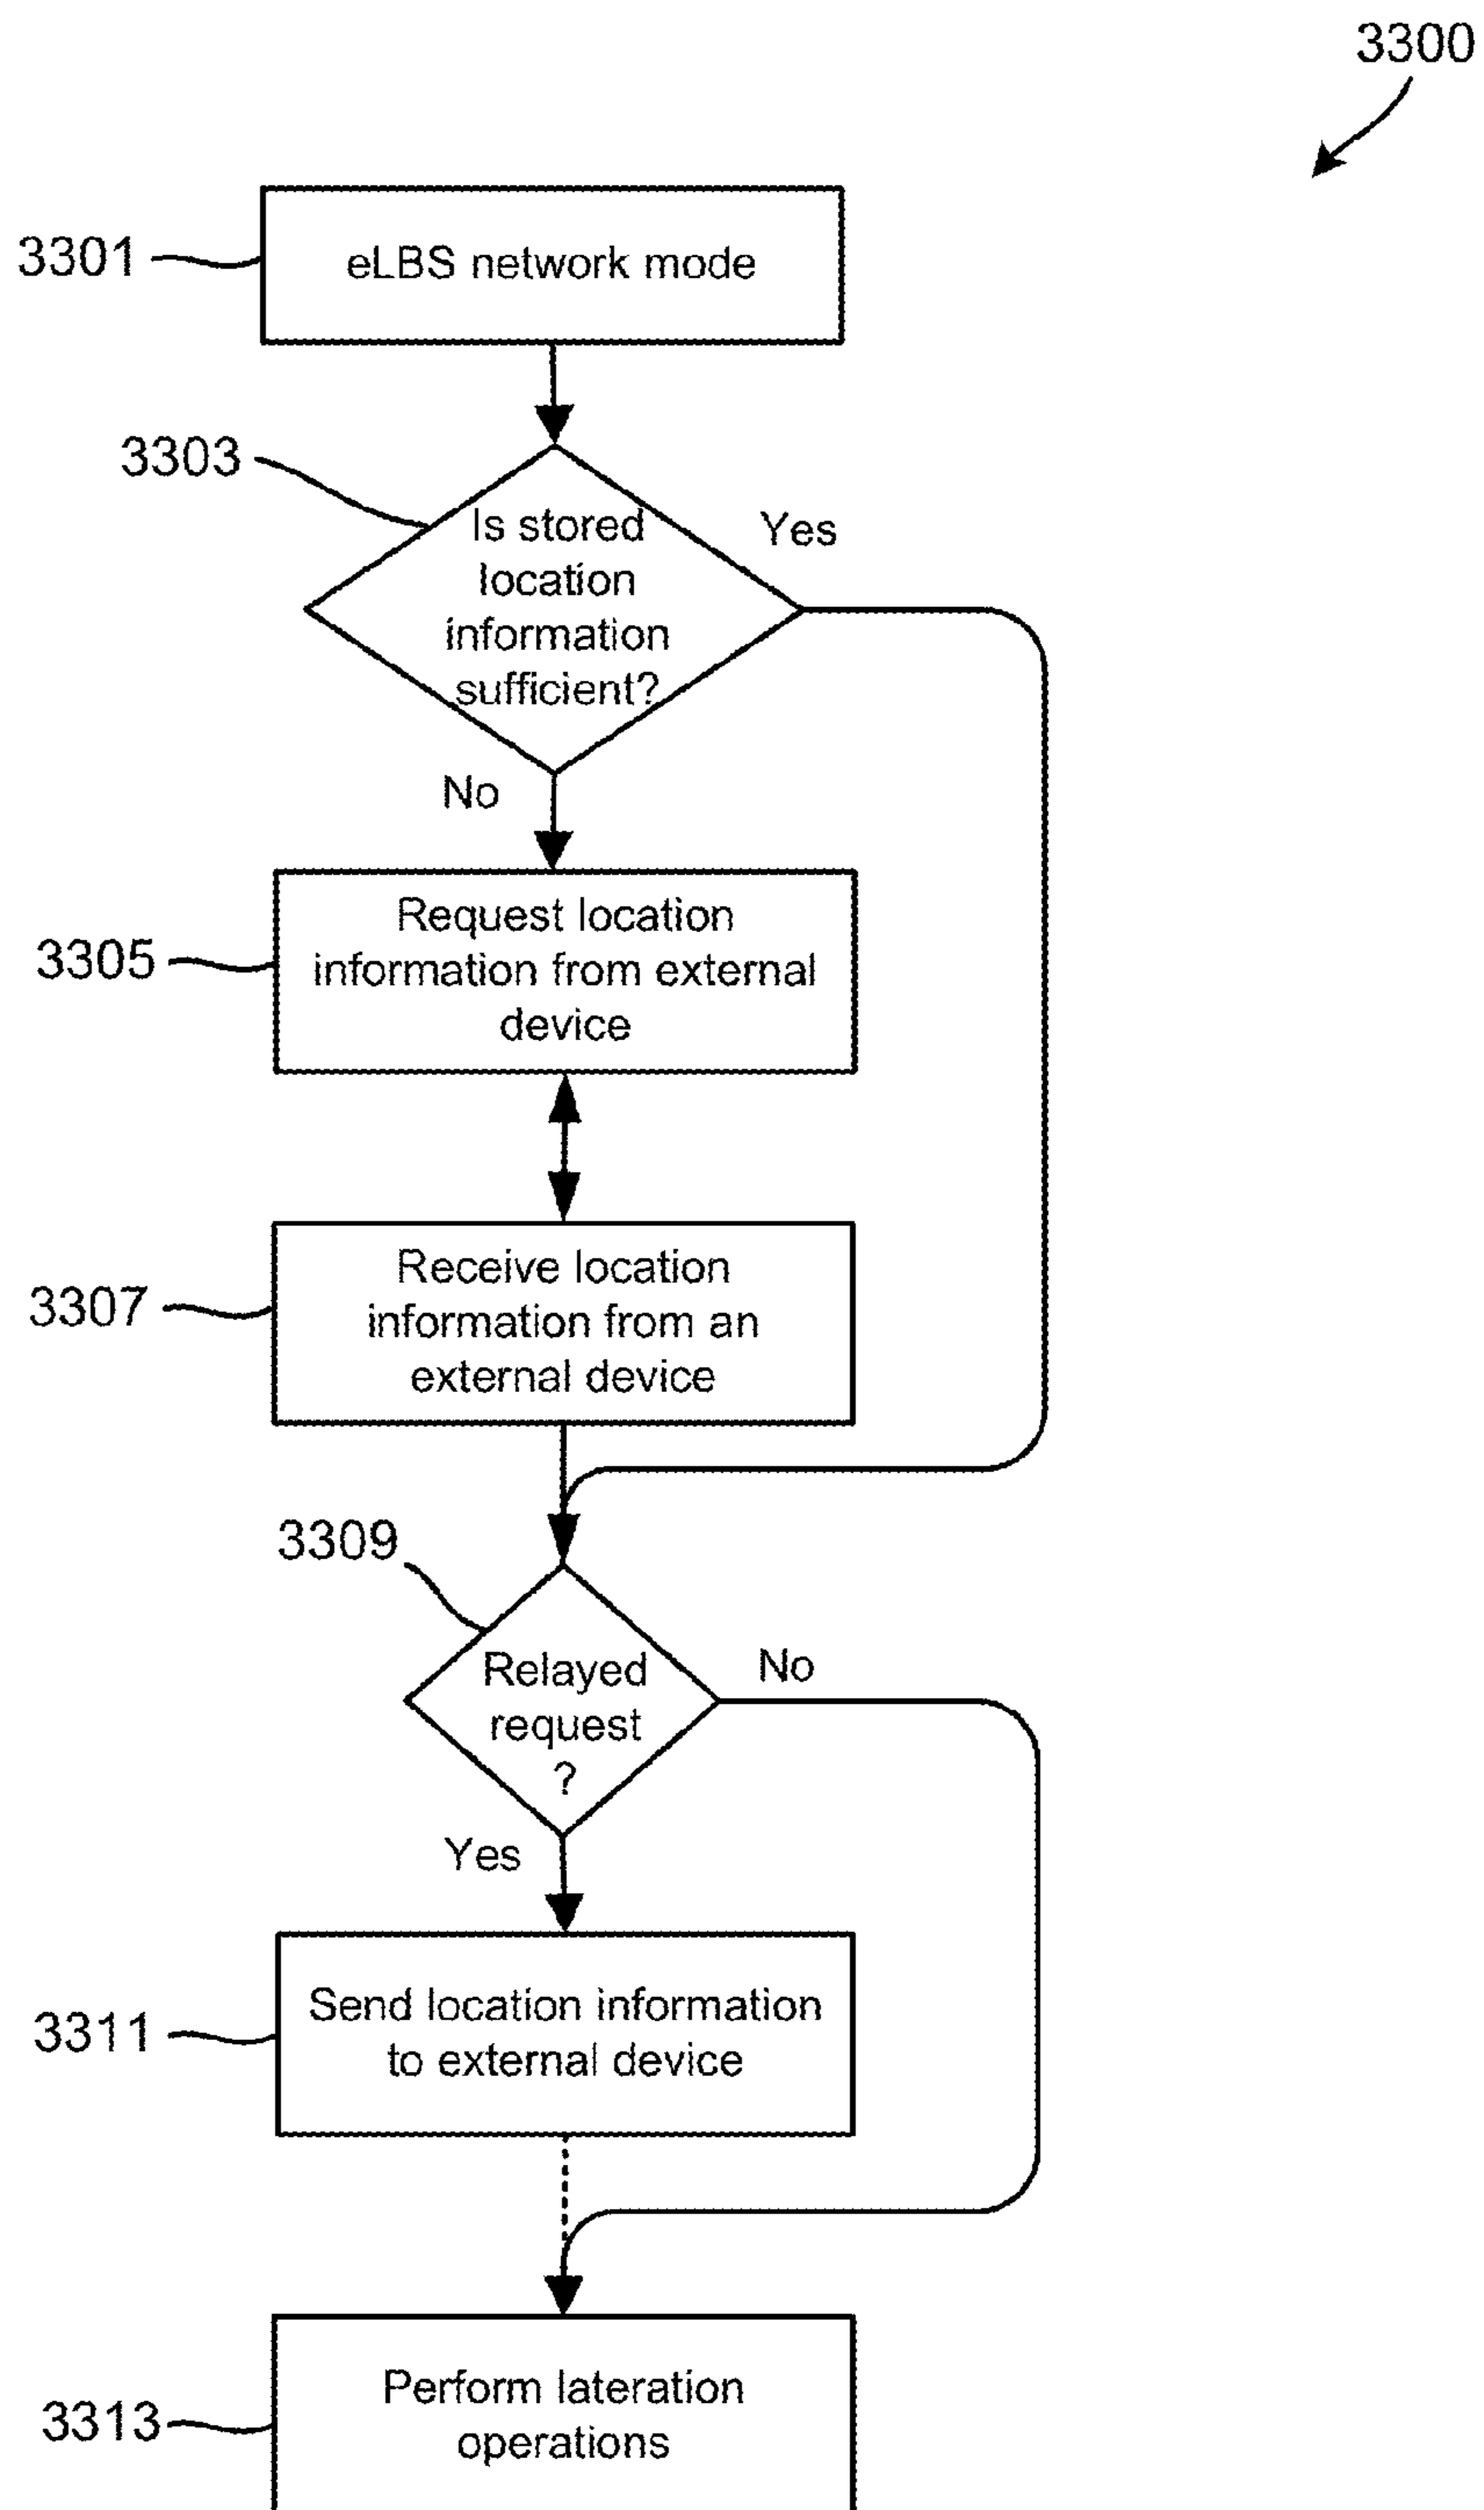 3300
3301
eLBS network mode
3303
Is stored
location
information
sufficient?
Yes
No
3305
Request location
information from external
device
3307
Receive location
information from an
external device
3309
Relayed
request
?
No
Yes
3311
Send location information
to external device
3313
Perform lateration
operations